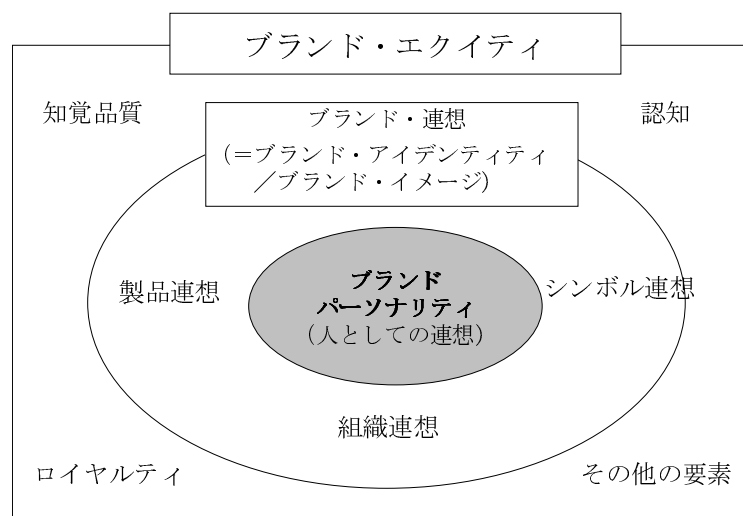 ブランド・エクイティ
知覚品質
認知
ブランド・連想
(=ブランド・アイデンティティ
/ブランド・イメージ)
製品連想
ブランド
パーソナリティ
(人としての連想)
シンボル連想
組織連想
ロイヤルティ
その他の要素